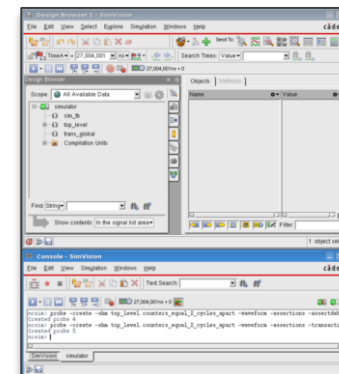 Design Browser 1 - SimVision
File Edit View Select Explore Simulation Windows Help
cāde
Send To:
TimeA = 27,004,001 ns
Search Times: Value
27,004,001ns + 0
Design Browser
Objects Methods
Scope: All Available Data
Name Value
simulator
sim_tb
top_level
trans_global
Compilation Units
Find: String
Show contents: In the signal list area
Filter:
1 object sel
Console - SimVision
File Edit View Simulation Windows Help
cāde
Text Search:
27,004,001ns + 0
ncsim> probe -create -shm top_level counters_equal_2_cycles_apart -waveform -assertions
Created probe 4
ncsim> probe -create -shm top_level counters_equal_2_cycles_apart -waveform -assertions -transacti
Created probe 5
ncsim>
SimVision simulator